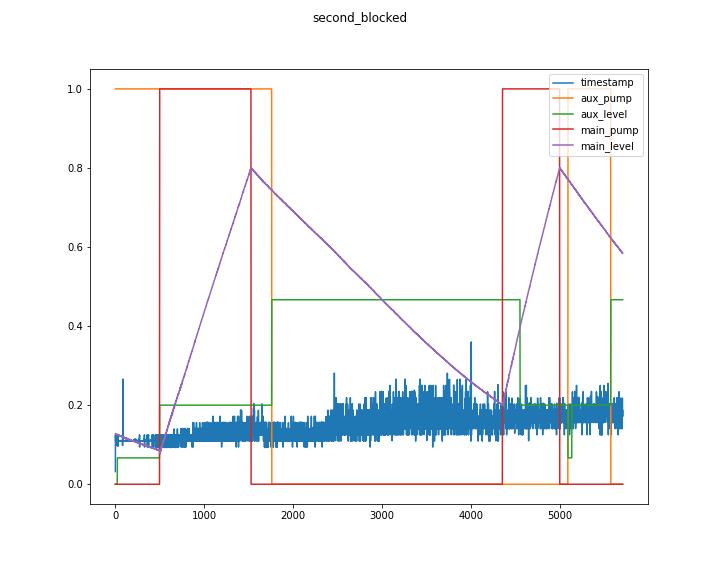 second_blocked
1.0
0.8
0.6
0.4
0.2
0.0
0 1000 2000 3000 4000 5000
timestamp
aux_pump
aux_level
main_pump
main_level